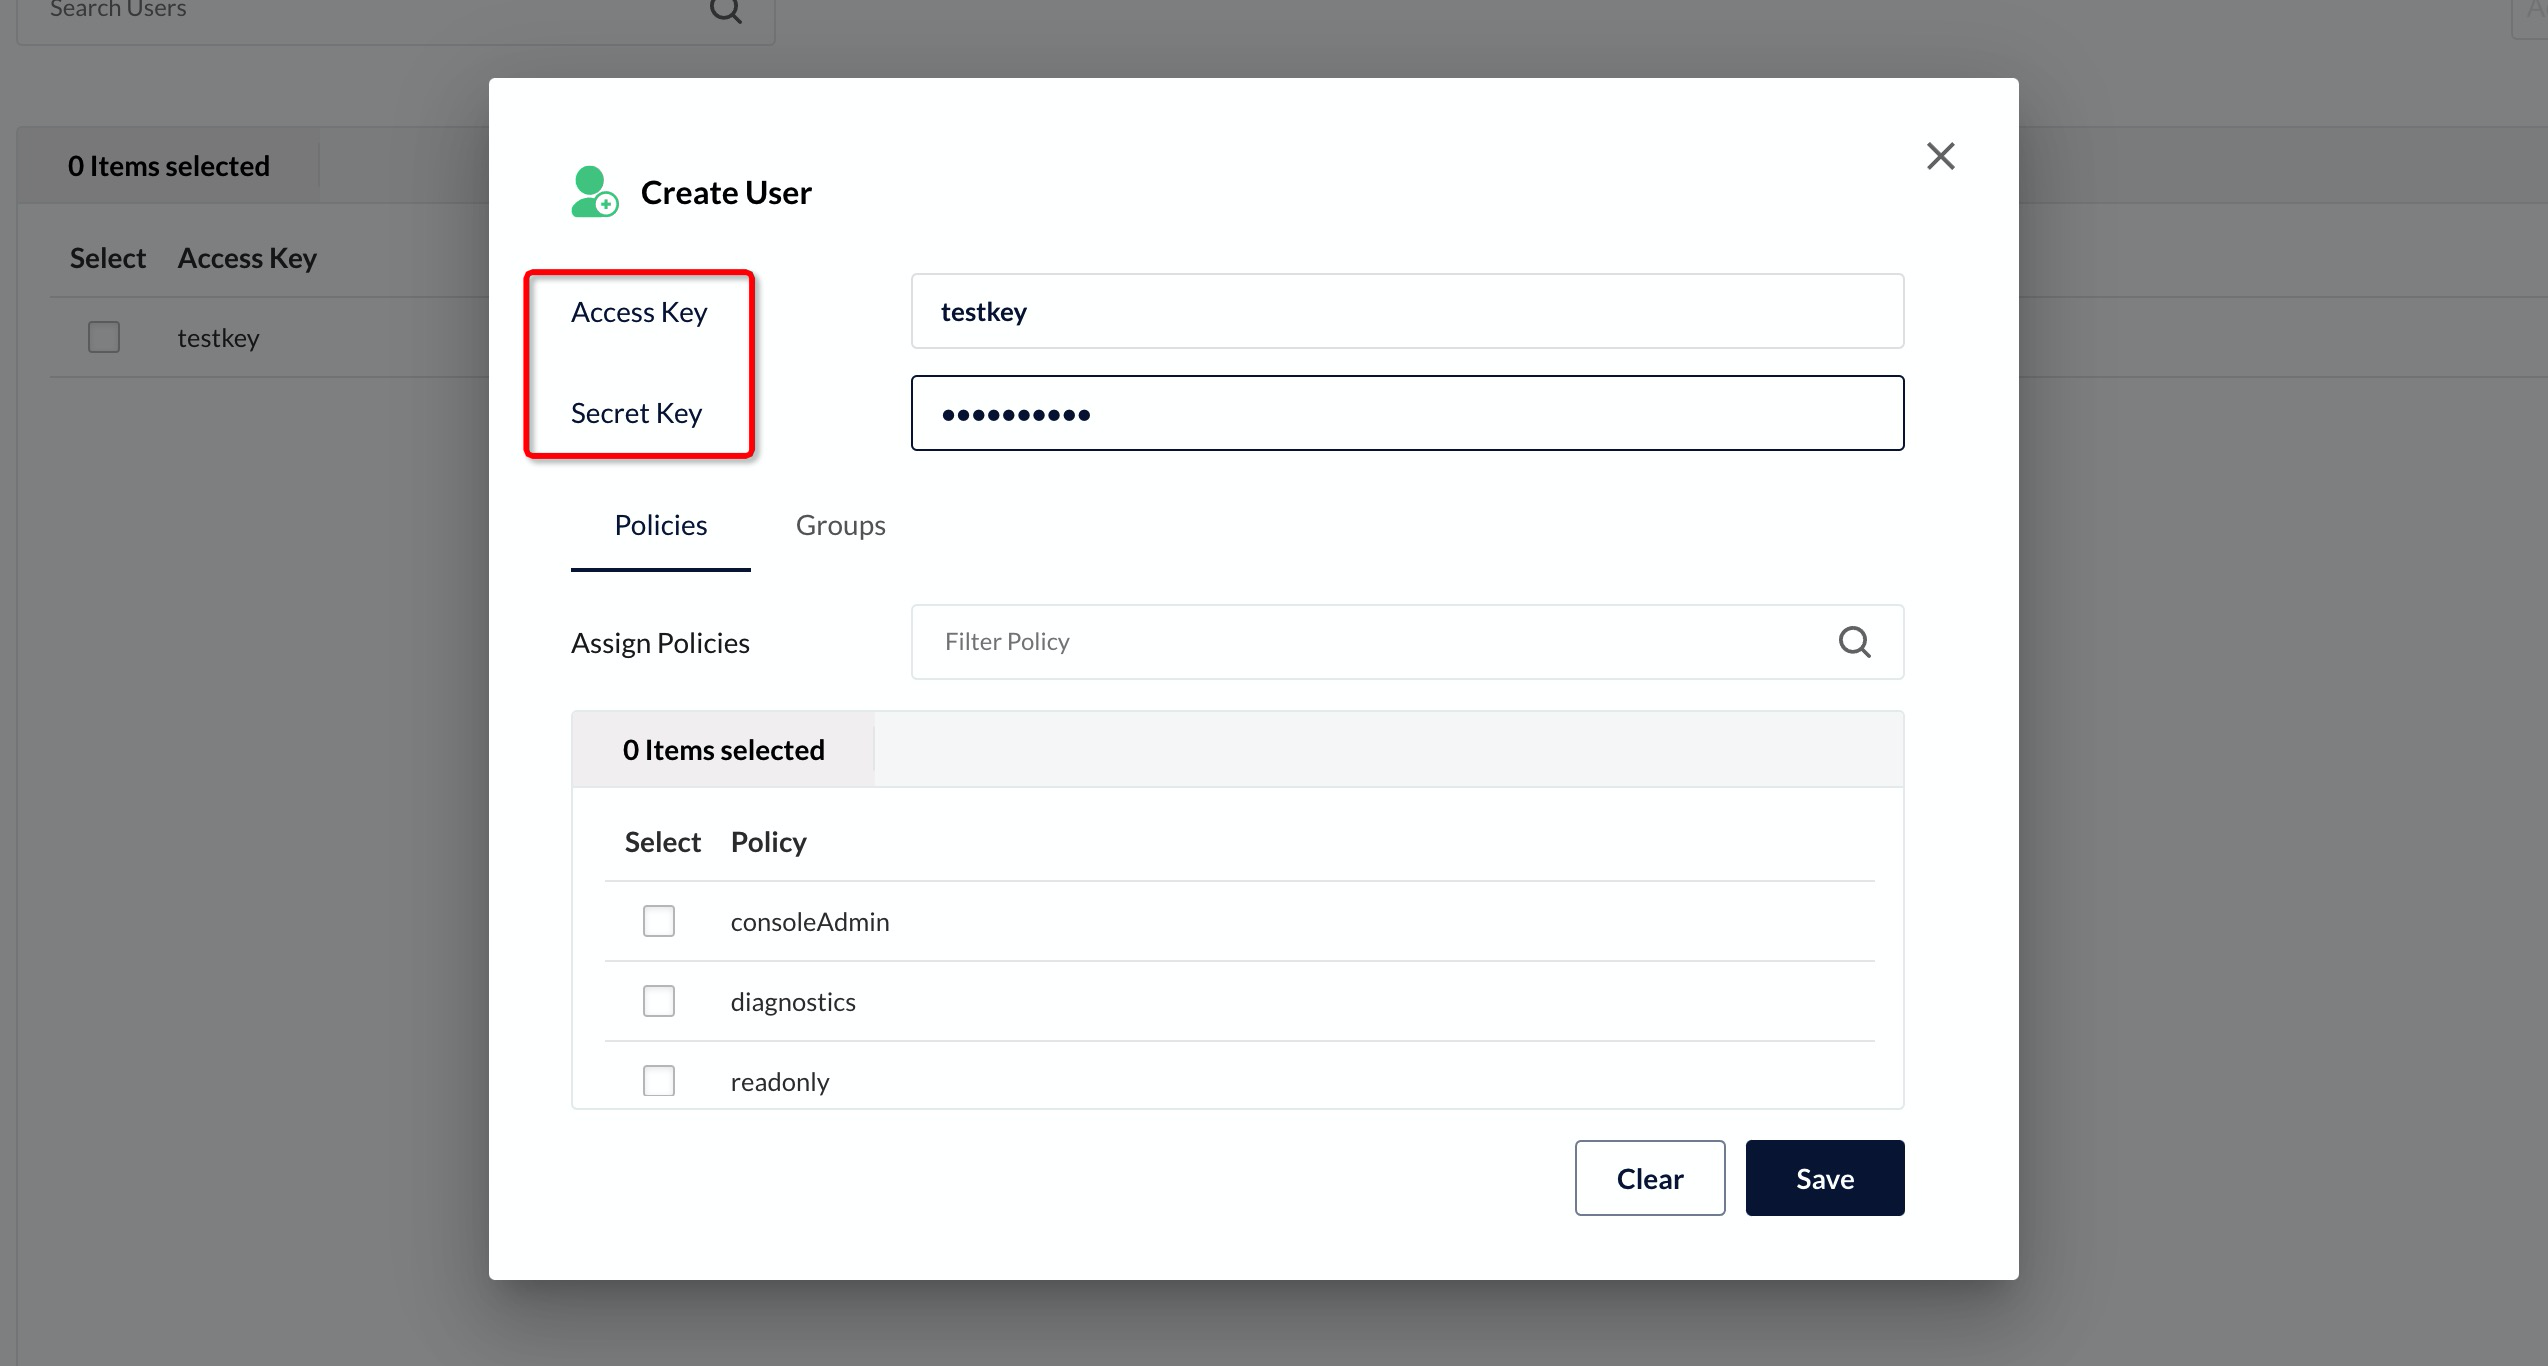 Search Users
0 Items selected
Select Access Key
testkey
Create User
Access Key testkey
Secret Key ••••••••••
Policies Groups
Assign Policies Filter Policy
0 Items selected
Select Policy
consoleAdmin
diagnostics
readonly
Clear Save